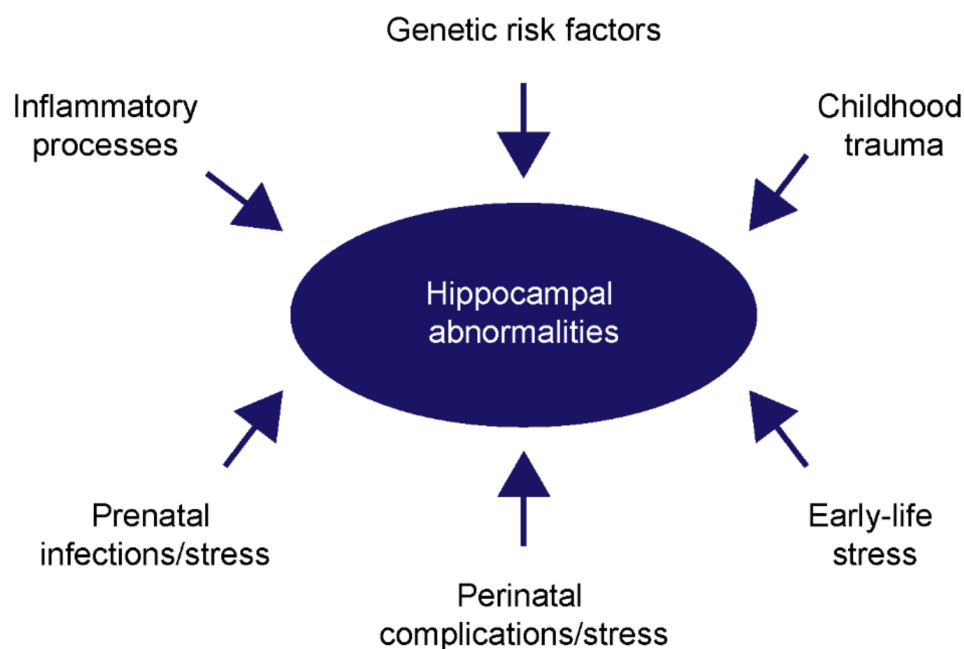 Genetic risk factors
Inflammatory
processes
Childhood
trauma
Hippocampal
abnormalities
Prenatal
infections/stress
Early-life
stress
Perinatal
complications/stress